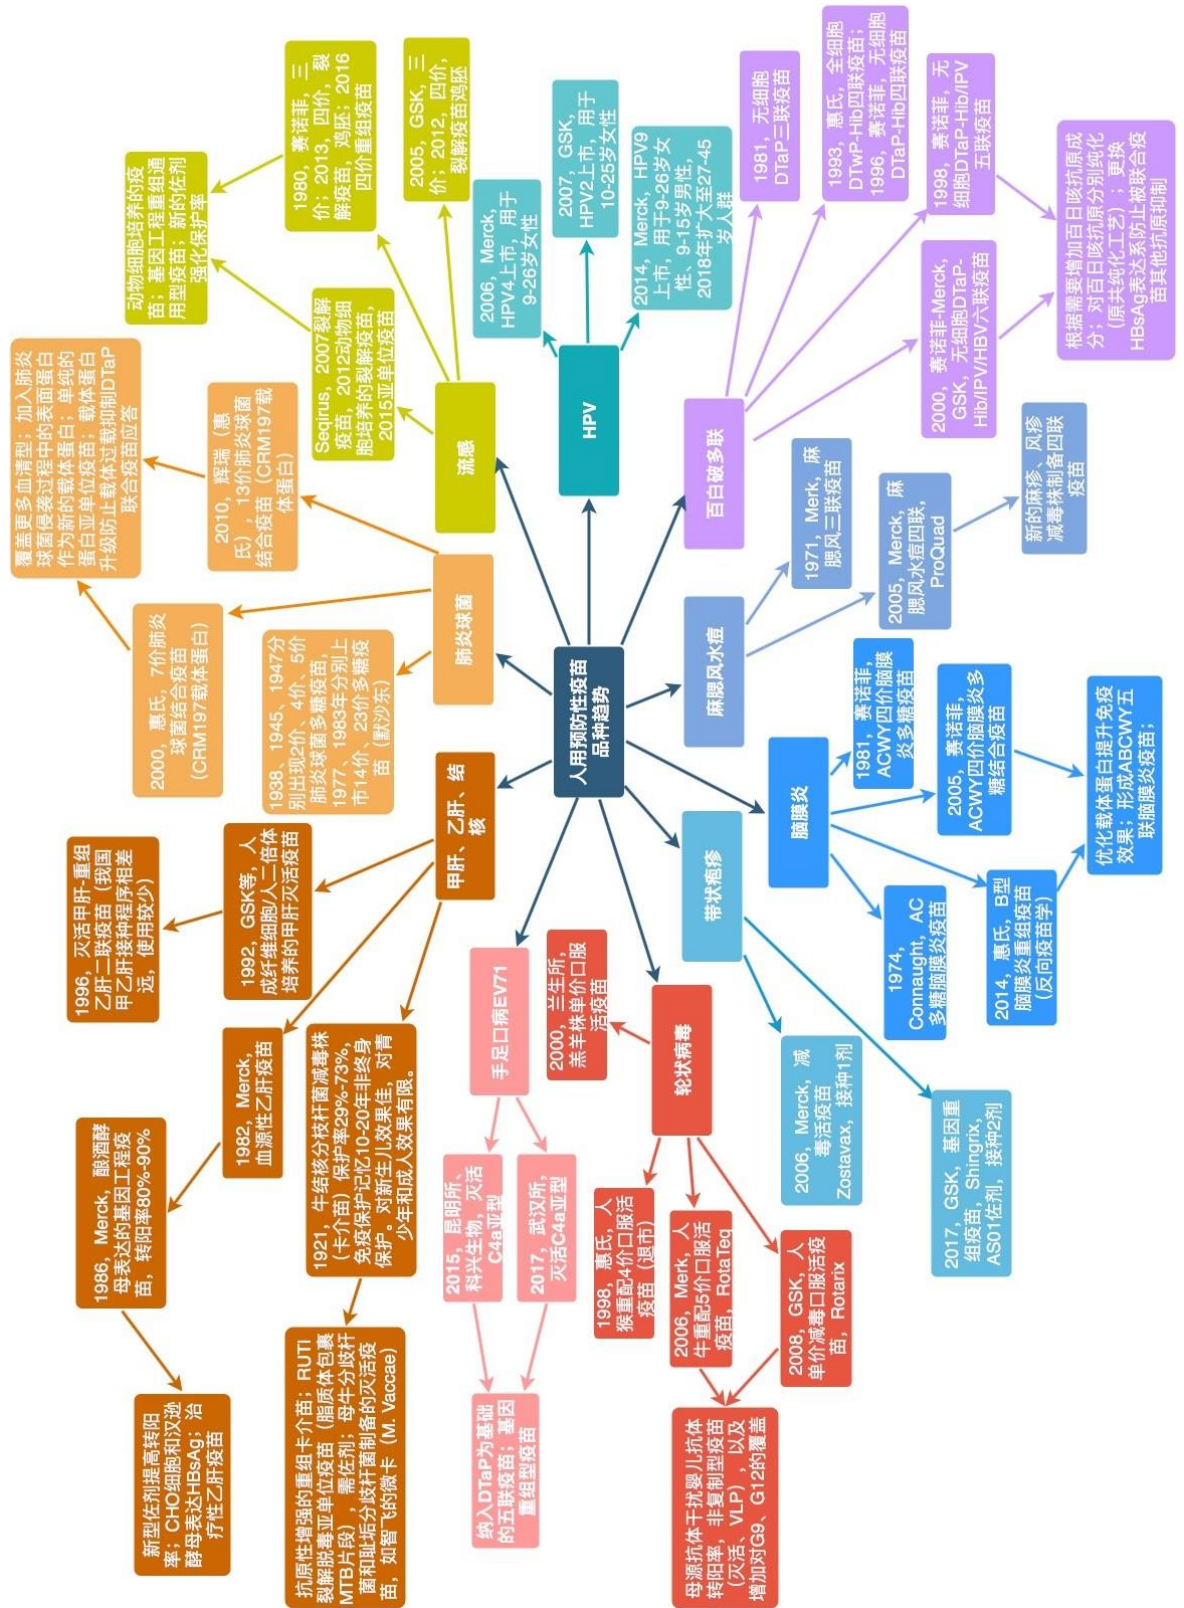 人用预防性疫苗
品种趋势
流感
Seqirus，2007裂解
疫苗，2012动物细
胞培养的裂解疫苗，
2015亚单位疫苗
1980，赛诺菲，三
价；2013，四价，裂
解疫苗，鸡胚；2016
四价重组疫苗
2005，GSK，三
价；2012，四价，
裂解疫苗鸡胚
动物细胞培养的疫
苗；基因工程重组通
用型疫苗；新的佐剂
强化保护率
HPV
2006，Merck，
HPV4上市，用于
9-26岁女性
2007，GSK，
HPV2上市，用于
10-25岁女性
2014，Merck，HPV9
上市，用于9-26岁女
性、9-15岁男性，
2018年扩大至27-45
岁人群
百白破多联
1981，无细胞
DTaP三联疫苗
1993，惠氏，全细胞
DTwP-Hib四联疫苗；
1996，赛诺菲，无细胞
DTaP-Hib四联疫苗
1998，赛诺菲，无
细胞DTaP-Hib/IPV
五联疫苗
2000，赛诺菲-Merck，
GSK，无细胞DTaP-
Hib/IPV/HBV六联疫苗
根据需要增加百日咳抗原成
分；对百日咳抗原分别纯化
（原共纯化工艺）；更换
HBsAg表达系防止被联合疫
苗其他抗原抑制
麻腮风水痘
1971，Merk，麻
腮风三联疫苗
2005，Merck，麻
腮风水痘四联，
ProQuad
新的麻疹、风疹
减毒株制备四联
疫苗
脑膜炎
1981，赛诺菲，
ACWY四价脑膜
炎多糖疫苗
2005，赛诺菲，
ACWY四价脑膜炎多
糖结合疫苗
2014，惠氏，B型
脑膜炎重组疫苗
（反向疫苗学）
1974，
Connaught，AC
多糖脑膜炎疫苗
优化载体蛋白提升免疫
效果；形成ABCWY五
联脑膜炎疫苗；
带状疱疹
2006，Merck，减
毒活疫苗
Zostavax，接种1剂
2017，GSK，基因重
组疫苗，Shingrix，
AS01佐剂，接种2剂
轮状病毒
2000，兰生所，
羔羊株单价口服
活疫苗
1998，惠氏，人
猴重配4价口服活
疫苗（退市）
2006，Merk，人
牛重配5价口服活
疫苗，RotaTeq
2008，GSK，人
单价减毒口服活疫
苗，Rotarix
母源抗体干扰婴儿抗体
转阳率，非复制型疫苗
（灭活、VLP），以及
增加对G9、G12的覆盖
手足口病EV71
2015，昆明所、
科兴生物，灭活
C4a亚型
2017，武汉所，
灭活C4a亚型
纳入DTaP为基础
的五联疫苗；基因
重组型疫苗
甲肝、乙肝、结
核
1996，灭活甲肝-重组
乙肝二联疫苗（我国
甲乙肝接种程序相差
远，使用较少）
1992，GSK等，人
成纤维细胞/人二倍体
培养的甲肝灭活疫苗
1982，Merck，
血源性乙肝疫苗
1986，Merck，酿酒酵
母表达的基因工程疫
苗，转阳率80%-90%
新型佐剂提高转阳
率；CHO细胞和汉逊
酵母表达HBsAg；治
疗性乙肝疫苗
1921，牛结核分枝杆菌减毒株
（卡介苗）保护率29%-73%，
免疫保护记忆10-20年非终身
保护。对新生儿效果佳，对青
少年和成人效果有限。
抗原性增强的重组卡介苗；RUTI
裂解脱毒亚单位疫苗（脂质体包裹
MTB片段），需佐剂；母牛分歧杆
菌和耻垢分歧杆菌制备的灭活疫
苗，如智飞的微卡（M. Vaccae）
肺炎球菌
1938、1945、1947分
别出现2价、4价、5价
肺炎球菌多糖疫苗，
1977、1983年分别上
市14价、23价多糖疫
苗（默沙东）
2000，惠氏，7价肺炎
球菌结合疫苗
（CRM197载体蛋白）
2010，辉瑞（惠
氏），13价肺炎球菌
结合疫苗（CRM197载
体蛋白）
覆盖更多血清型；加入肺炎
球菌侵袭过程中的表面蛋白
作为新的载体蛋白；单纯的
蛋白亚单位疫苗；载体蛋白
升级防止载体过载抑制DTaP
联合疫苗应答